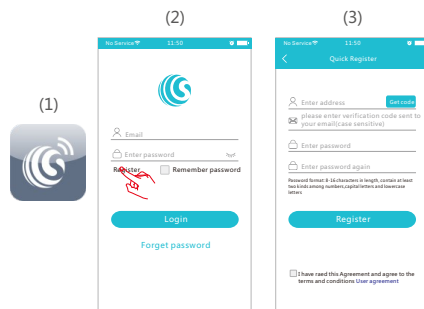 (1)
(2)
No Service 11:50
Email
Enter password
Register Remember password
Login
Forget password
(3)
No Service 11:50
Quick Register
Enter address Get code
please enter verification code sent to
your email(case sensitive)
Enter password
Enter password again
Password format: 8-16 characters in length, contain at least
two kinds among numbers,capital letters and lowercase
letters
Register
I have raed this Agreement and agree to the
terms and conditions User agreement